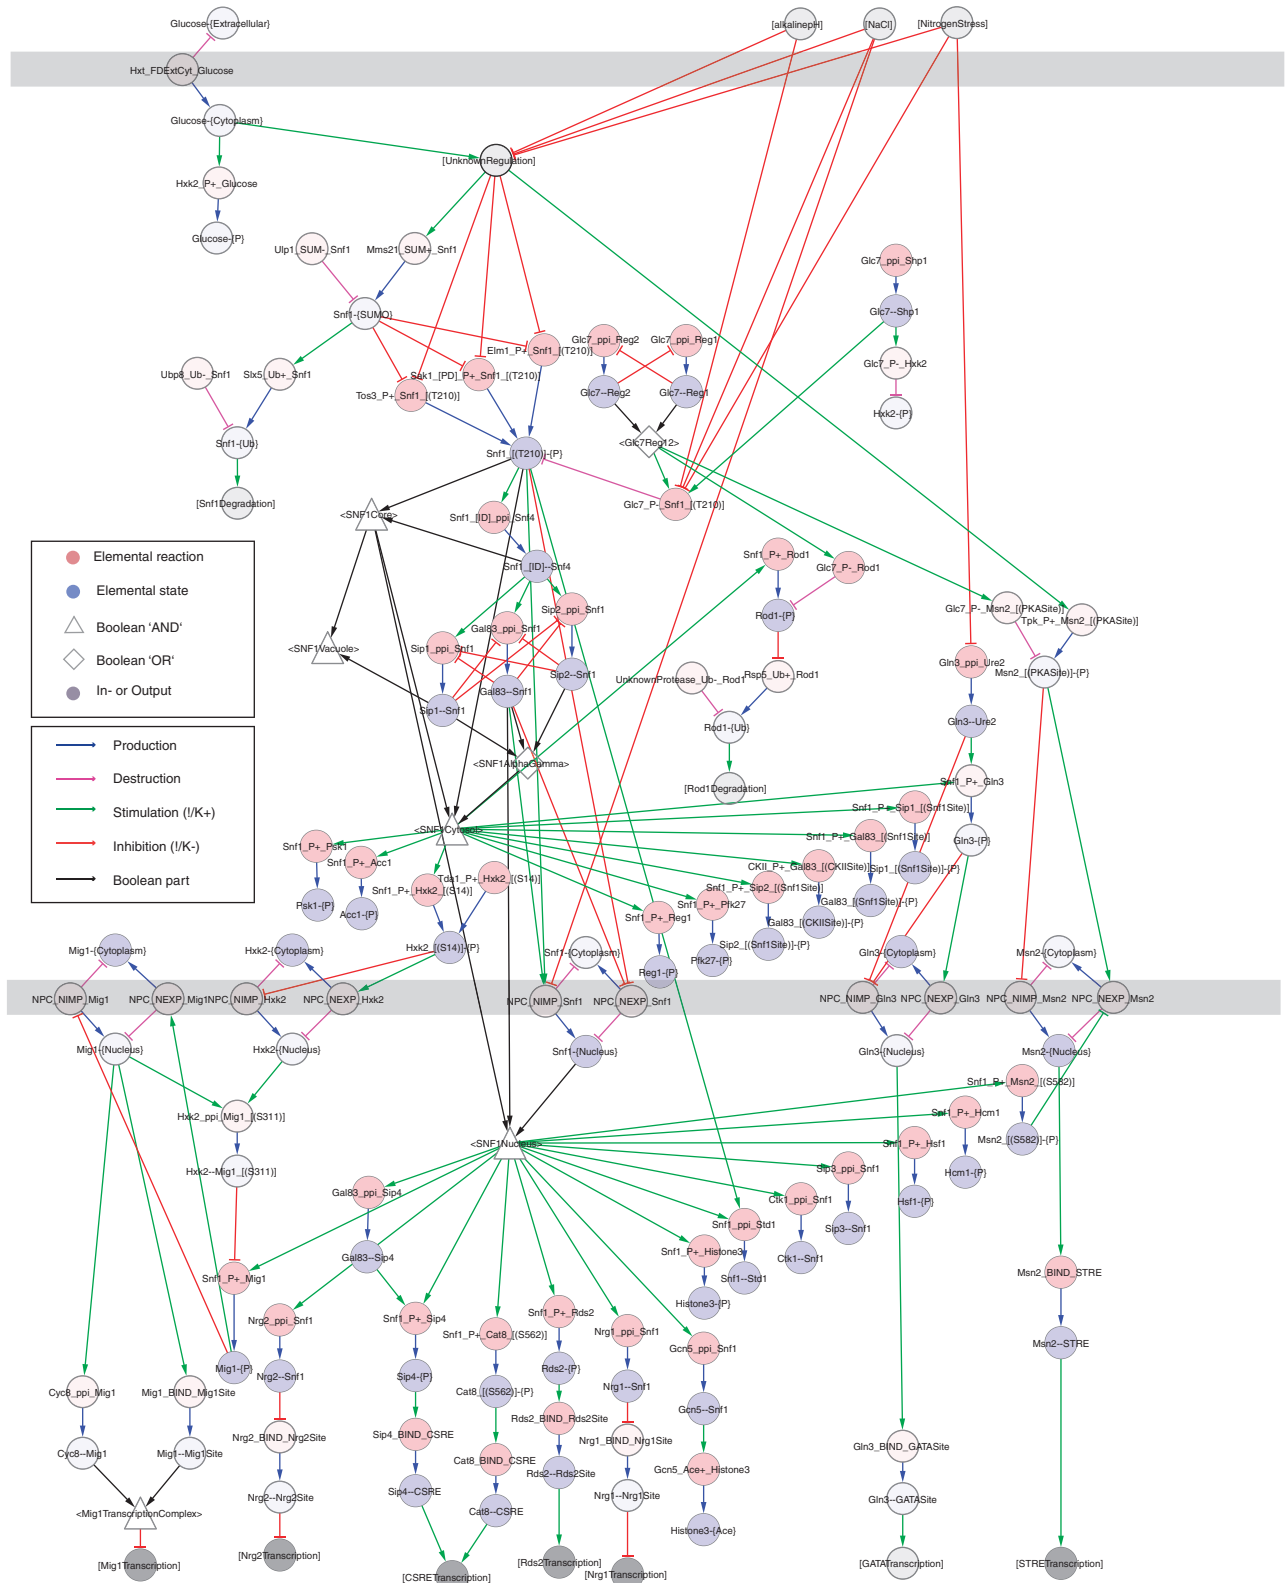 Glucose-{Extracellular}
[alkalinepH]
[NaCl]
[NitrogenStress]
Hxt_FDExtCyt_Glucose
Glucose-{Cytoplasm}
[UnknownRegulation]
Hxk2_P+_Glucose
Glucose-{P}
Ulp1_SUM-_Snf1
Mms21_SUM+_Snf1
Glc7_ppi_Shp1
Snf1-{SUMO}
Glc7--Shp1
Glc7_ppi_Reg2
Glc7_ppi_Reg1
Elm1_P+_Snf1_[(T210)]
Glc7_P-_Hxk2
Ubp8_Ub-_Snf1
Slx5_Ub+_Snf1
Sak1_[PD]_P+_Snf1_[(T210)]
Tos3_P+_Snf1_[(T210)]
Glc7--Reg2
Glc7--Reg1
Hxk2-{P}
Snf1-{Ub}
<Glc7Reg12>
Snf1_[(T210)]-{P}
[Snf1Degradation]
Glc7_P-_Snf1_[(T210)]
<SNF1Core>
Snf1_[ID]_ppi_Snf4
Elemental reaction
Elemental state
Boolean 'AND'
Boolean 'OR'
In- or Output
Snf1_[ID]--Snf4
Snf1_P+_Rod1
Glc7_P-_Rod1
Sip2_ppi_Snf1
Gal83_ppi_Snf1
Sip1_ppi_Snf1
Rod1-{P}
Glc7_P-_Msn2_[(PKASite)]
Tpk_P+_Msn2_[(PKASite)]
<SNF1Vacuole>
Gln3_ppi_Ure2
Msn2_[(PKASite)]-{P}
Sip2--Snf1
Gal83--Snf1
Sip1--Snf1
UnknownProtease_Ub-_Rod1
Rsp5_Ub+_Rod1
Gln3--Ure2
Rod1-{Ub}
Production
Destruction
Stimulation (!/K+)
Inhibition (!/K-)
Boolean part
<SNF1AlphaGamma>
[Rod1Degradation]
Snf1_P+_Gln3
<SNF1Cytosol>
Snf1_P+_Sip1_[(Snf1Site)]
Snf1_P+_Gal83_[(Snf1Site)]
Gln3-{P}
Snf1_P+_Psk1
Snf1_P+_Acc1
Snf1_P+_Hxk2_[(S14)]
Tda1_P+_Hxk2_[(S14)]
CKII_P+_Gal83_[(CKIISite)]
Sip1_[(Snf1Site)]-{P}
Snf1_P+_Sip2_[(Snf1Site)]
Snf1_P+_Pfk27
Snf1_P+_Reg1
Gal83_[(Snf1Site)]-{P}
Psk1-{P}
Acc1-{P}
Gal83_[(CKIISite)]-{P}
Sip2_[(Snf1Site)]-{P}
Pfk27-{P}
Reg1-{P}
Hxk2_[(S14)]-{P}
Mig1-{Cytoplasm}
Hxk2-{Cytoplasm}
Snf1-{Cytoplasm}
Gln3-{Cytoplasm}
Msn2-{Cytoplasm}
NPC_NIMP_Mig1
NPC_NEXP_Mig1
NPC_NIMP_Hxk2
NPC_NEXP_Hxk2
NPC_NIMP_Snf1
NPC_NEXP_Snf1
NPC_NIMP_Gln3
NPC_NEXP_Gln3
NPC_NIMP_Msn2
NPC_NEXP_Msn2
Mig1-{Nucleus}
Hxk2-{Nucleus}
Snf1-{Nucleus}
Gln3-{Nucleus}
Msn2-{Nucleus}
Snf1_P+_Msn2_[(S582)]
Hxk2_ppi_Mig1_[(S311)]
Snf1_P+_Hcm1
<SNF1Nucleus>
Snf1_P+_Hsf1
Msn2_[(S582)]-{P}
Hxk2--Mig1_[(S311)]
Sip3_ppi_Snf1
Hcm1-{P}
Gal83_ppi_Sip4
Ctk1_ppi_Snf1
Hsf1-{P}
Snf1_ppi_Std1
Sip3--Snf1
Gal83--Sip4
Snf1_P+_Histone3
Ctk1--Snf1
Snf1_P+_Mig1
Snf1--Std1
Msn2_BIND_STRE
Histone3-{P}
Nrg2_ppi_Snf1
Snf1_P+_Sip4
Snf1_P+_Rds2
Snf1_P+_Cat8_[(S562)]
Nrg1_ppi_Snf1
Gcn5_ppi_Snf1
Msn2--STRE
Mig1-{P}
Nrg2--Snf1
Sip4-{P}
Rds2-{P}
Cyc8_ppi_Mig1
Mig1_BIND_Mig1Site
Cat8_[(S562)]-{P}
Nrg1--Snf1
Gcn5--Snf1
Rds2_BIND_Rds2Site
Nrg2_BIND_Nrg2Site
Sip4_BIND_CSRE
Nrg1_BIND_Nrg1Site
Gln3_BIND_GATASite
Cyc8--Mig1
Mig1--Mig1Site
Cat8_BIND_CSRE
Rds2--Rds2Site
Gcn5_Ace+_Histone3
Sip4--CSRE
Nrg2--Nrg2Site
Nrg1--Nrg1Site
Gln3--GATASite
<Mig1TranscriptionComplex>
Cat8--CSRE
Histone3-{Ace}
[Mig1Transcription]
[Nrg2Transcription]
[CSRETranscription]
[Rds2Transcription]
[Nrg1Transcription]
[GATATranscription]
[STRETranscription]